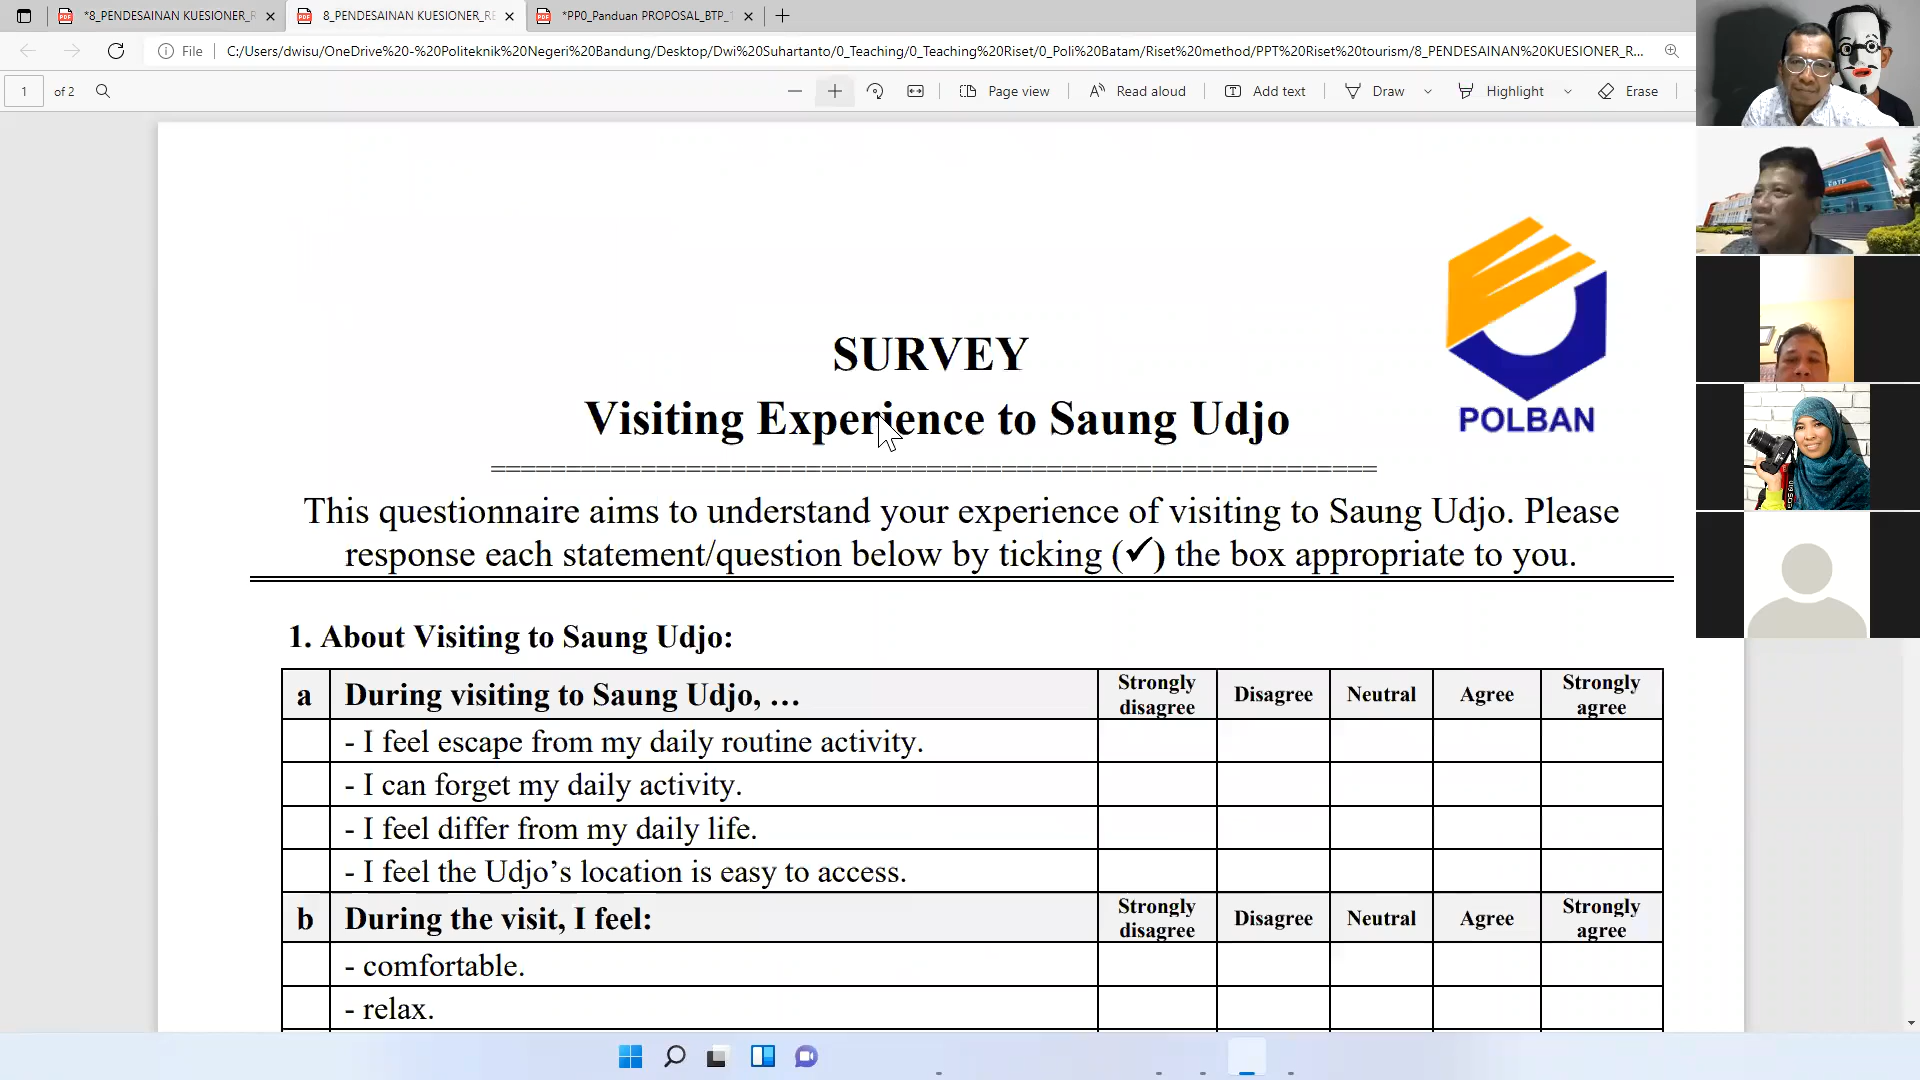 *8_PENDESAINAN KUESIONER_R
8_PENDESAINAN KUESIONER_RE
*PP0_Panduan PROPOSAL_BTP_
File
C:/Users/dwisu/OneDrive%20-%20Politeknik%20Negeri%20Bandung/Desktop/Dwi%20Suhartanto/0_Teaching/0_Teaching%20Riset/0_Poli%20Batam/Riset%20method/PPT%20Riset%20tourism/8_PENDESAINAN%20KUESIONER_R...
1 of 2
Page view
Read aloud
Add text
Draw
Highlight
Erase
POLBAN
SURVEY
Visiting Experience to Saung Udjo
===========================================================
This questionnaire aims to understand your experience of visiting to Saung Udjo. Please
response each statement/question below by ticking (✓) the box appropriate to you.
1. About Visiting to Saung Udjo:
a During visiting to Saung Udjo, … Strongly disagree Disagree Neutral Agree Strongly agree
- I feel escape from my daily routine activity.
- I can forget my daily activity.
- I feel differ from my daily life.
- I feel the Udjo’s location is easy to access.
b During the visit, I feel: Strongly disagree Disagree Neutral Agree Strongly agree
- comfortable.
- relax.